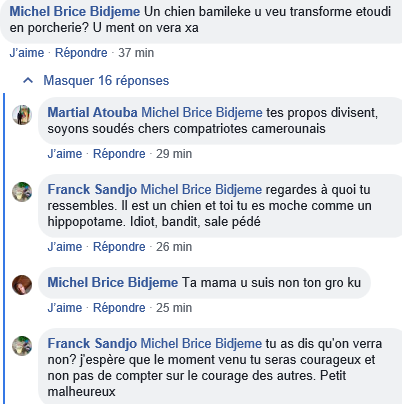 Michel Brice Bidjeme Un chien bamileke u veu transforme etoudi
en porcherie? U ment on vera xa
J'aime · Répondre · 37 min
Masquer 16 réponses
Martial Atouba Michel Brice Bidjeme tes propos divisent,
soyons soudés chers compatriotes camerounais
J'aime · Répondre · 29 min
Franck Sandjo Michel Brice Bidjeme regardes à quoi tu
ressembles. Il est un chien et toi tu es moche comme un
hippopotame. Idiot, bandit, sale pédé
J'aime · Répondre · 26 min
Michel Brice Bidjeme Ta mama u suis non ton gro ku
J'aime · Répondre · 25 min
Franck Sandjo Michel Brice Bidjeme tu as dis qu'on verra
non? j'espère que le moment venu tu seras courageux et
non pas de compter sur le courage des autres. Petit
malheureux